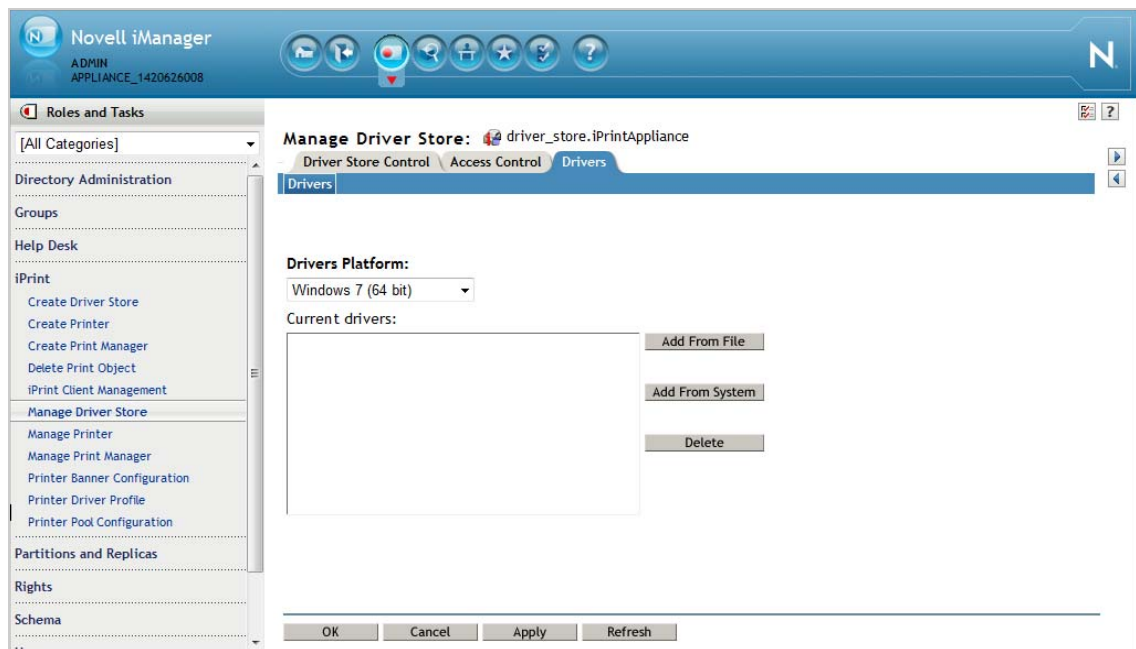 Novell iManager
ADMIN
APPLIANCE_1420626008
N
Roles and Tasks
[All Categories]
Directory Administration
Groups
Help Desk
iPrint
Create Driver Store
Create Printer
Create Print Manager
Delete Print Object
iPrint Client Management
Manage Driver Store
Manage Printer
Manage Print Manager
Printer Banner Configuration
Printer Driver Profile
Printer Pool Configuration
Partitions and Replicas
Rights
Schema
Manage Driver Store: driver_store.iPrintAppliance
Driver Store Control Access Control Drivers
Drivers
Drivers Platform:
Windows 7 (64 bit)
Current drivers:
Add From File
Add From System
Delete
OK Cancel Apply Refresh